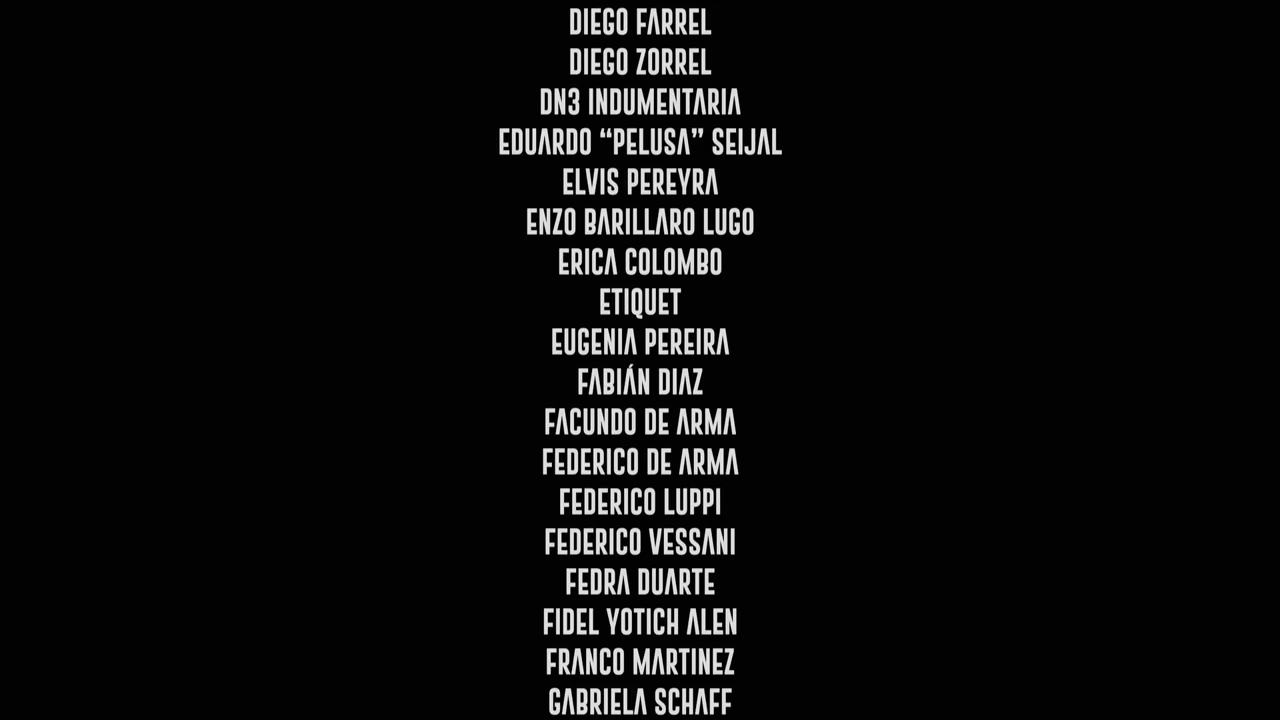 DIEGO FARREL
DIEGO ZORREL
DN3 INDUMENTARIA
EDUARDO “PELUSA” SEIJAL
ELVIS PEREYRA
ENZO BARILLARO LUGO
ERICA COLOMBO
ETIQUET
EUGENIA PEREIRA
FABIÁN DIAZ
FACUNDO DE ARMA
FEDERICO DE ARMA
FEDERICO LUPPI
FEDERICO VESSANI
FEDRA DUARTE
FIDEL YOTICH ALEN
FRANCO MARTINEZ
GABRIELA SCHAFF